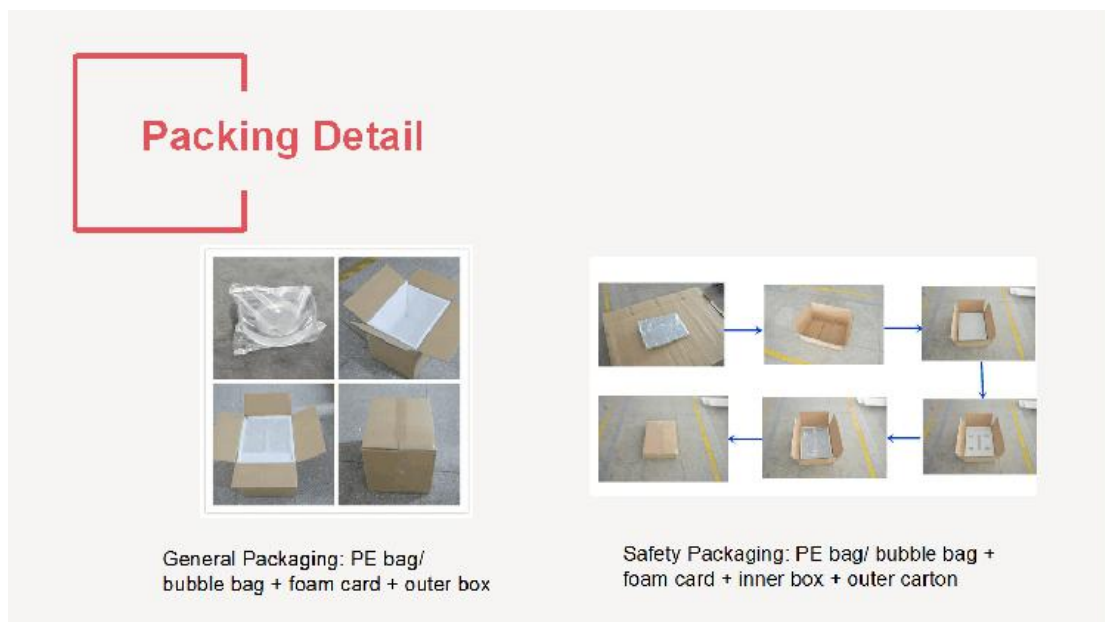 Packing Detail
General Packaging: PE bag/
bubble bag + foam card + outer box
Safety Packaging: PE bag/ bubble bag +
foam card + inner box + outer carton